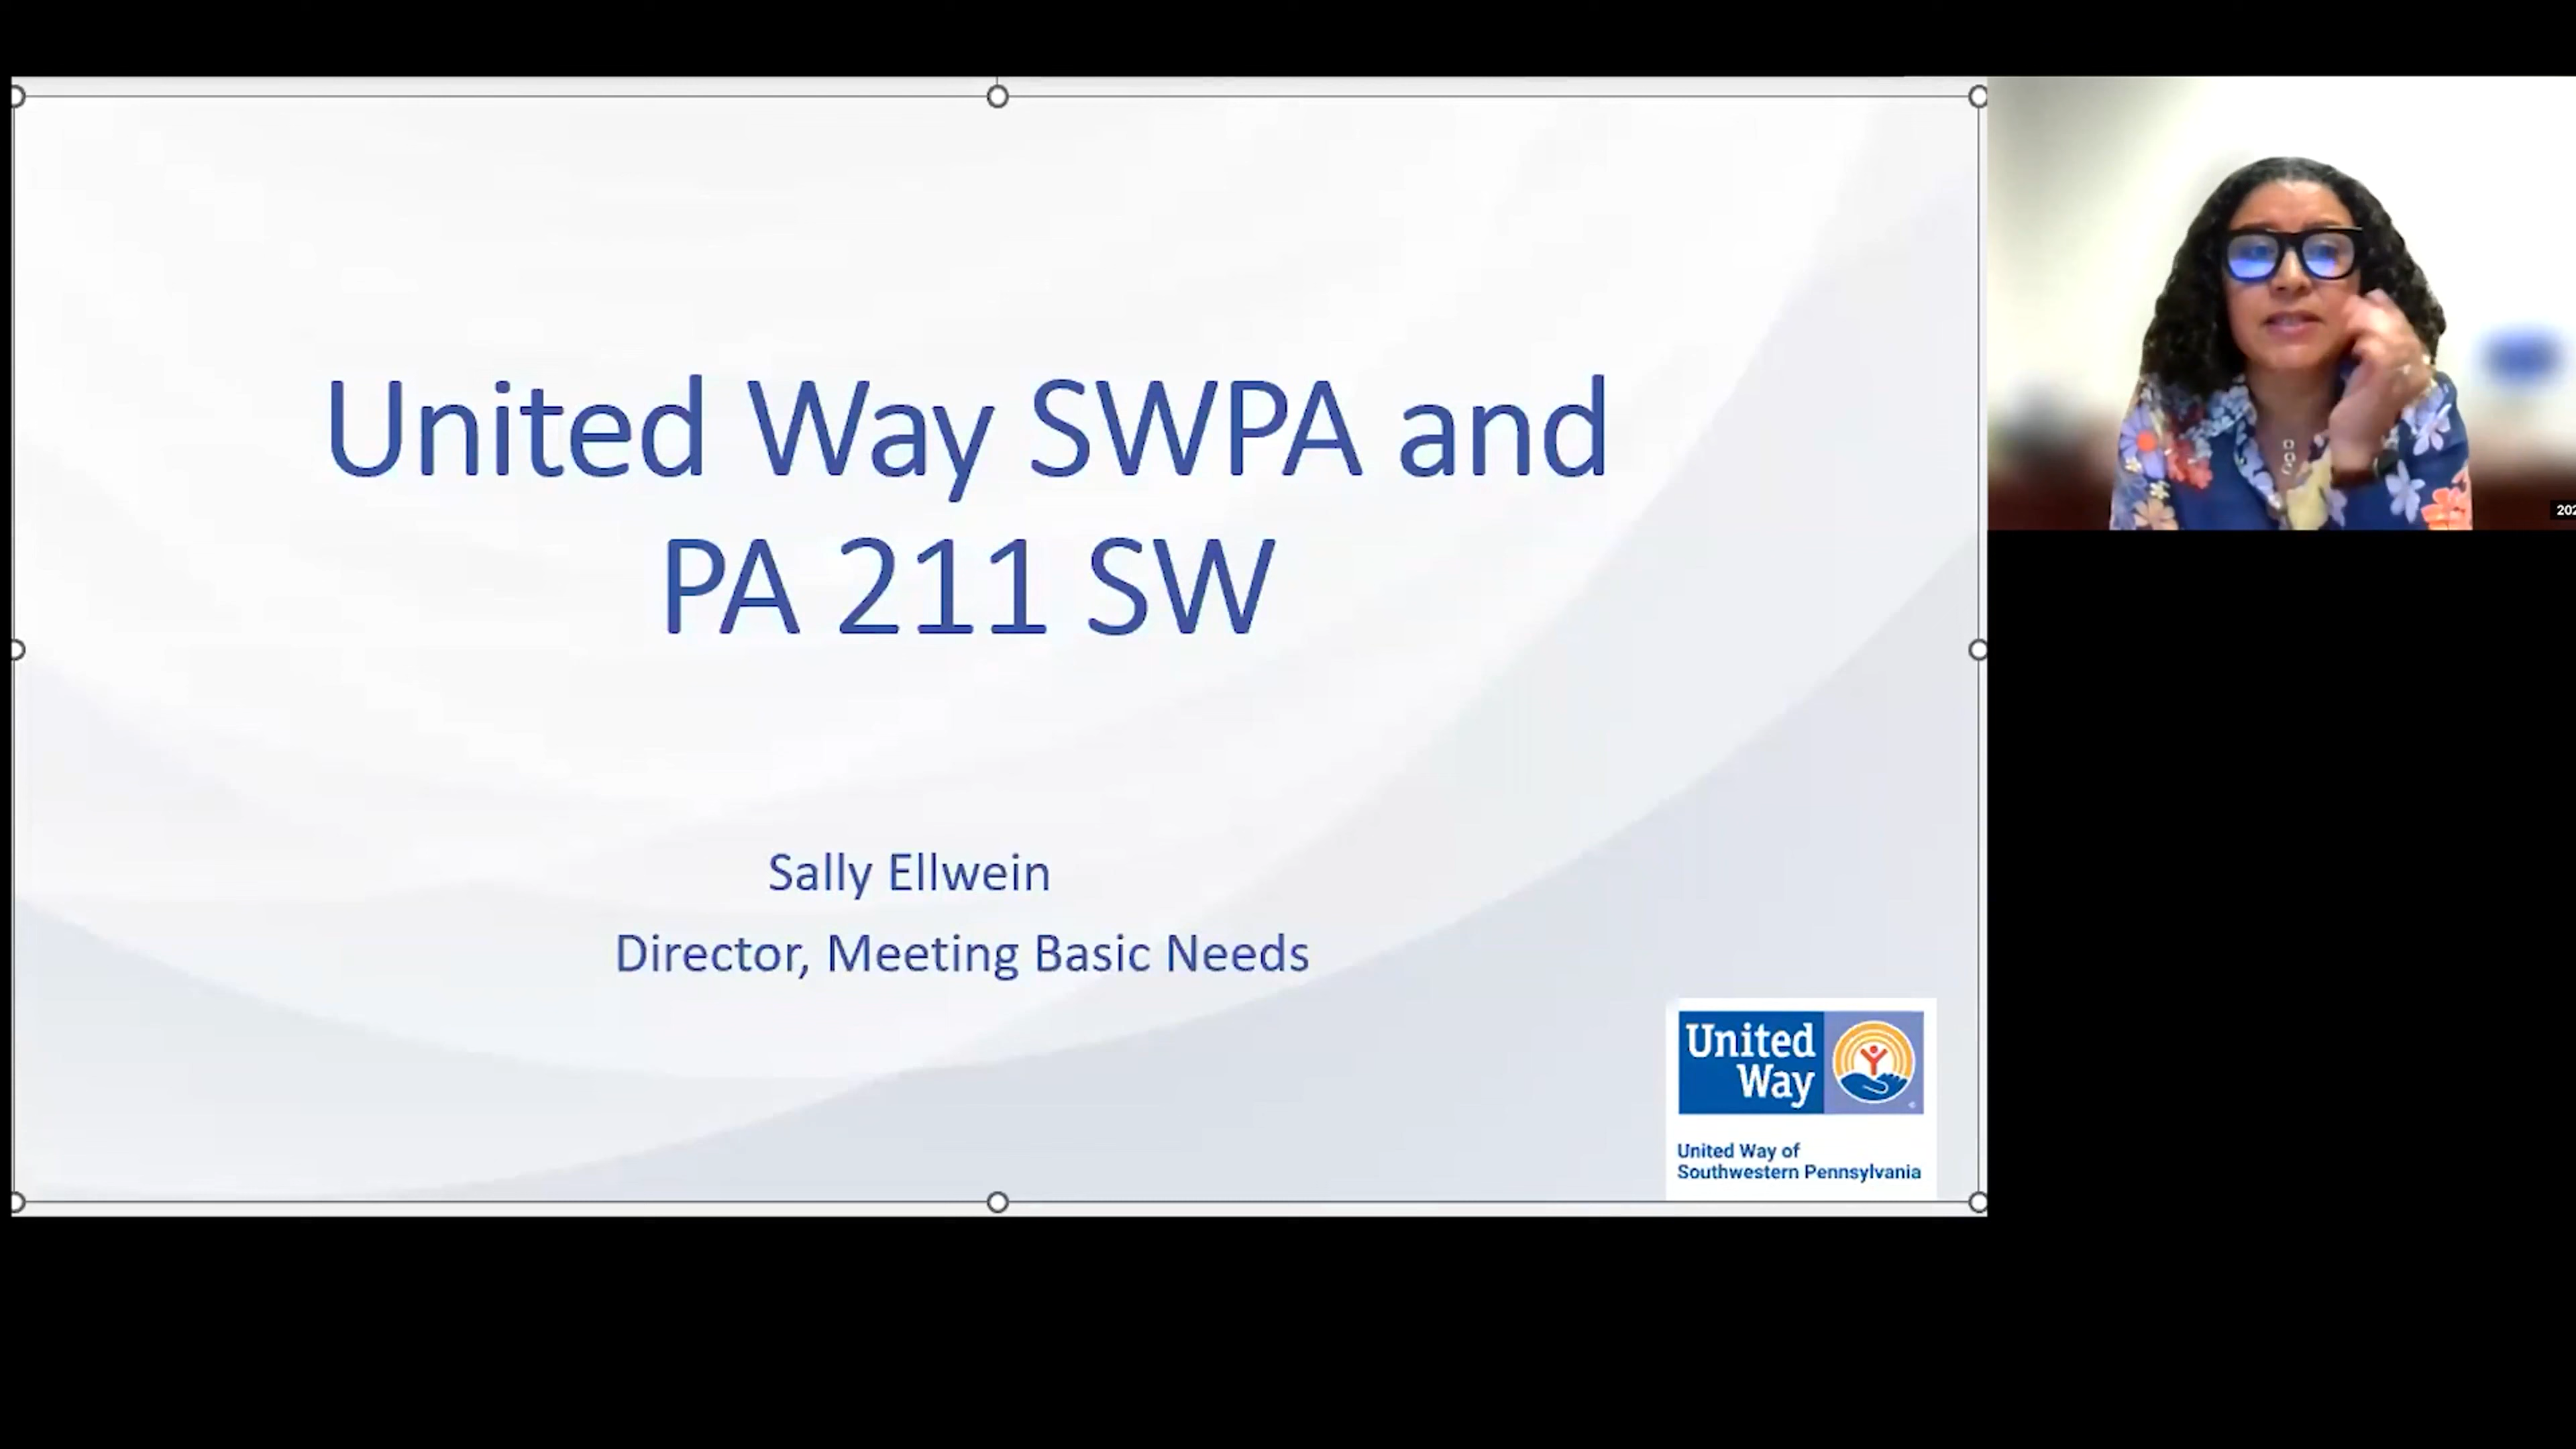 United Way SWPA and
PA 211 SW
Sally Ellwein
Director, Meeting Basic Needs
United
Way
United Way of
Southwestern Pennsylvania